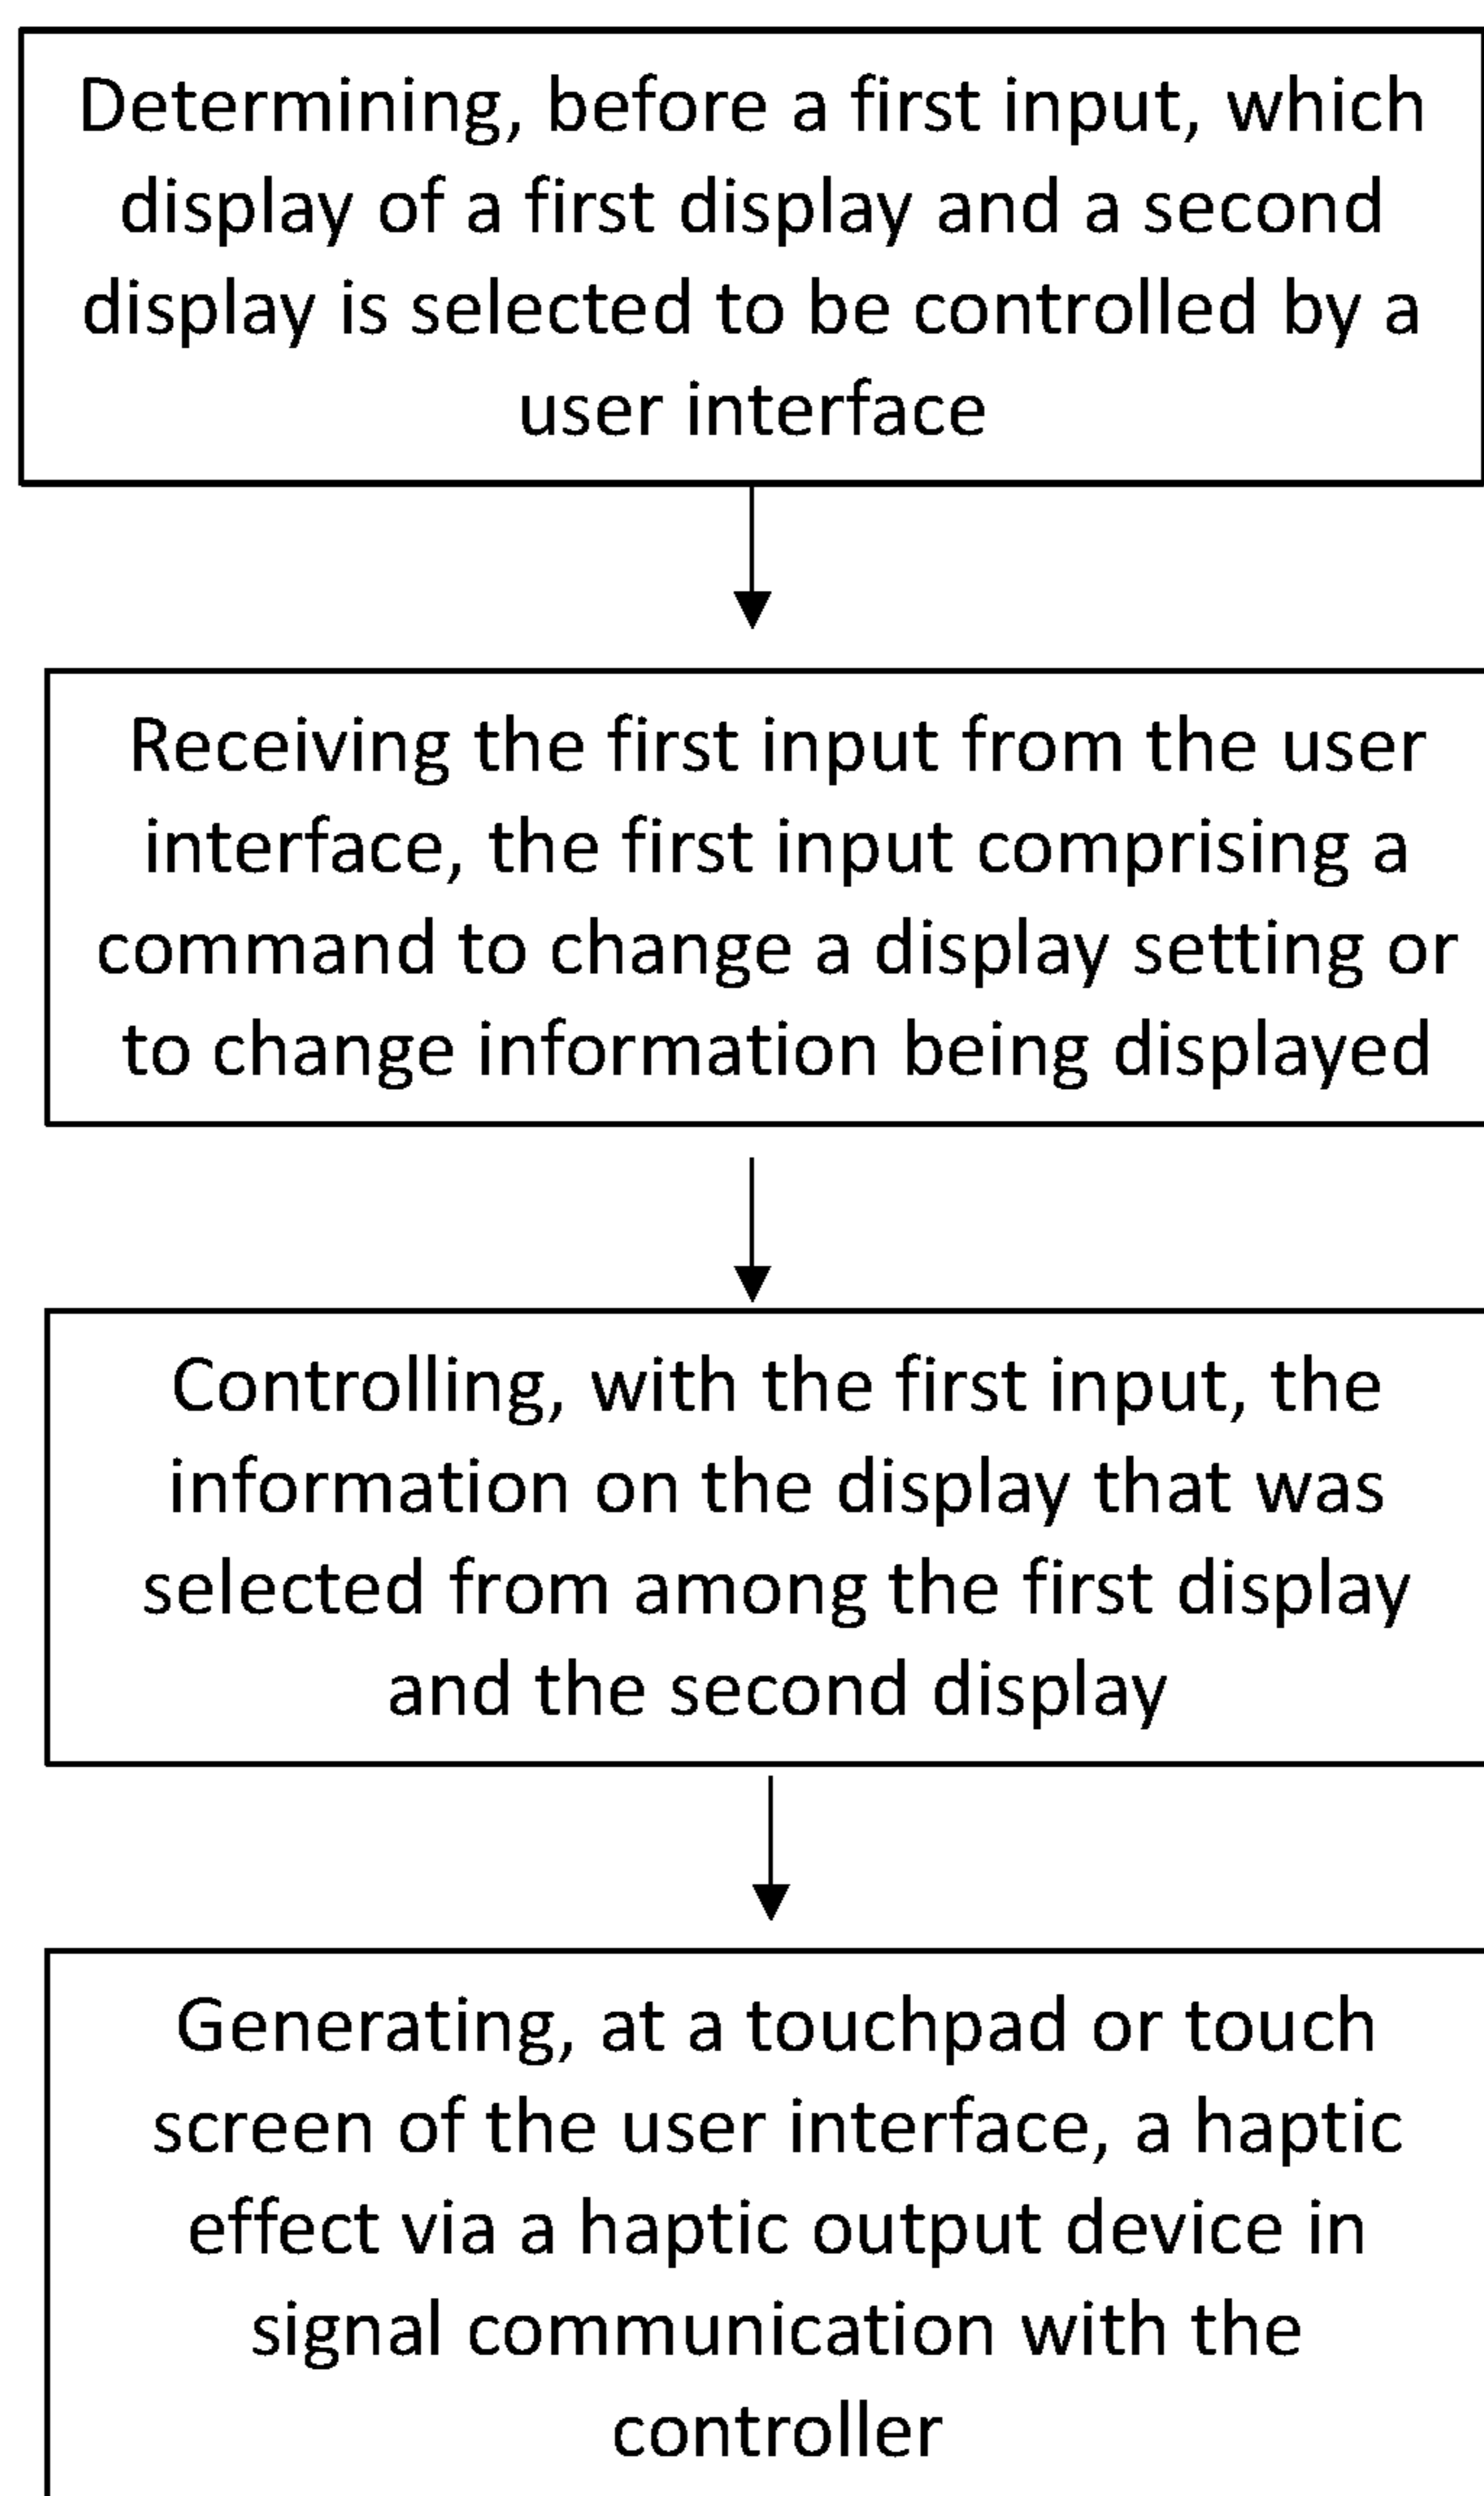 Determining, before a first input, which
display of a first display and a second
display is selected to be controlled by a
user interface
Receiving the first input from the user
interface, the first input comprising a
command to change a display setting or
to change information being displayed
Controlling, with the first input, the
information on the display that was
selected from among the first display
and the second display
Generating, at a touchpad or touch
screen of the user interface, a haptic
effect via a haptic output device in
signal communication with the
controller